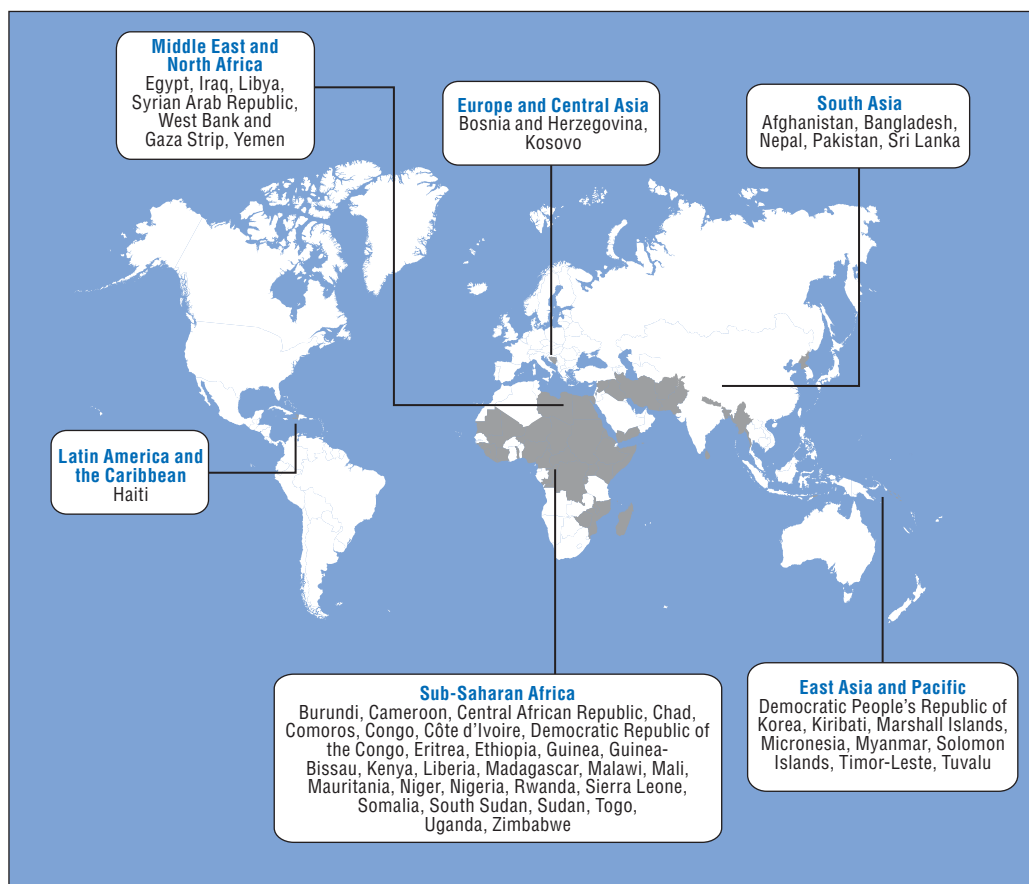 Middle East and
North Africa
Egypt, Iraq, Libya,
Syrian Arab Republic,
West Bank and
Gaza Strip, Yemen
Europe and Central Asia
Bosnia and Herzegovina,
Kosovo
South Asia
Afghanistan, Bangladesh,
Nepal, Pakistan, Sri Lanka
Latin America and
the Caribbean
Haiti
Sub-Saharan Africa
Burundi, Cameroon, Central African Republic, Chad,
Comoros, Congo, Côte d'Ivoire, Democratic Republic of
the Congo, Eritrea, Ethiopia, Guinea, Guinea-
Bissau, Kenya, Liberia, Madagascar, Malawi, Mali,
Mauritania, Niger, Nigeria, Rwanda, Sierra Leone,
Somalia, South Sudan, Sudan, Togo,
Uganda, Zimbabwe
East Asia and Pacific
Democratic People's Republic of
Korea, Kiribati, Marshall Islands,
Micronesia, Myanmar, Solomon
Islands, Timor-Leste, Tuvalu